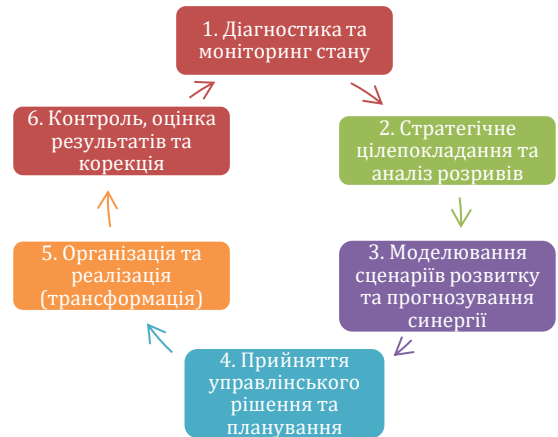 1. Діагностика та
моніторинг стану
2. Стратегічне
цілепокладання та
аналіз розривів
3. Моделювання
сценаріїв розвитку
та прогнозування
синергії
4. Прийняття
управлінського
рішення та
планування
5. Організація та
реалізація
(трансформація)
6. Контроль, оцінка
результатів та
корекція